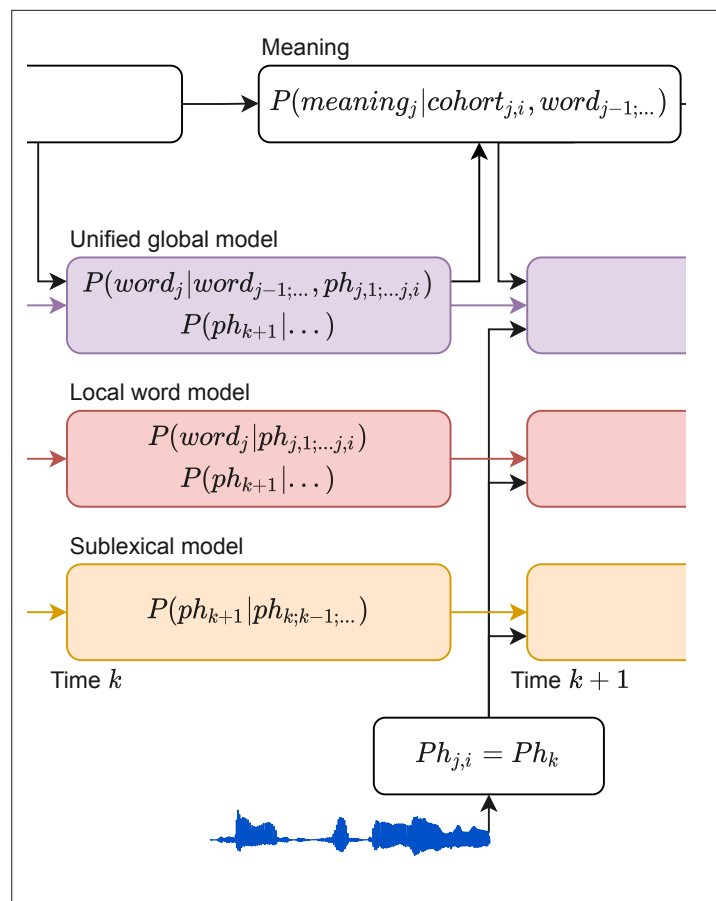 Meaning
P(meaning_j|cohort_{j,i}, word_{j-1;...})
Unified global model
P(word_j|word_{j-1;...}, ph_{j,1;...j,i})
P(ph_{k+1}|...)
Local word model
P(word_j|ph_{j,1;...j,i})
P(ph_{k+1}|...)
Sublexical model
P(ph_{k+1}|ph_{k;k-1;...})
Time k
Time k + 1
Ph_{j,i} = Ph_k